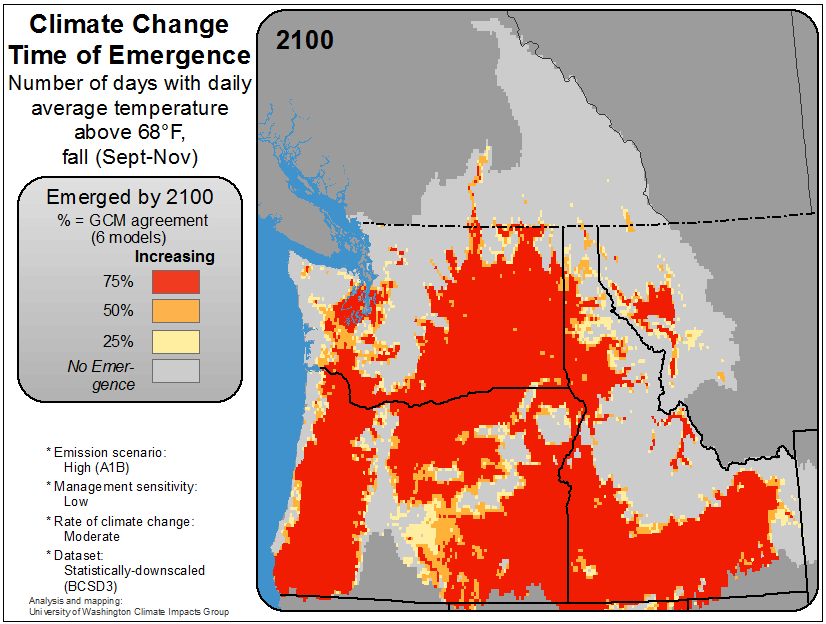 Climate Change
Time of Emergence
Number of days with daily
average temperature
above 68°F,
fall (Sept-Nov)
Emerged by 2100
% = GCM agreement
(6 models)
Increasing
75%
50%
25%
No Emer-
gence
* Emission scenario:
High (A1B)
* Management sensitivity:
Low
* Rate of climate change:
Moderate
* Dataset:
Statistically-downscaled
(BCSD3)
Analysis and mapping:
University of Washington Climate Impacts Group
2100